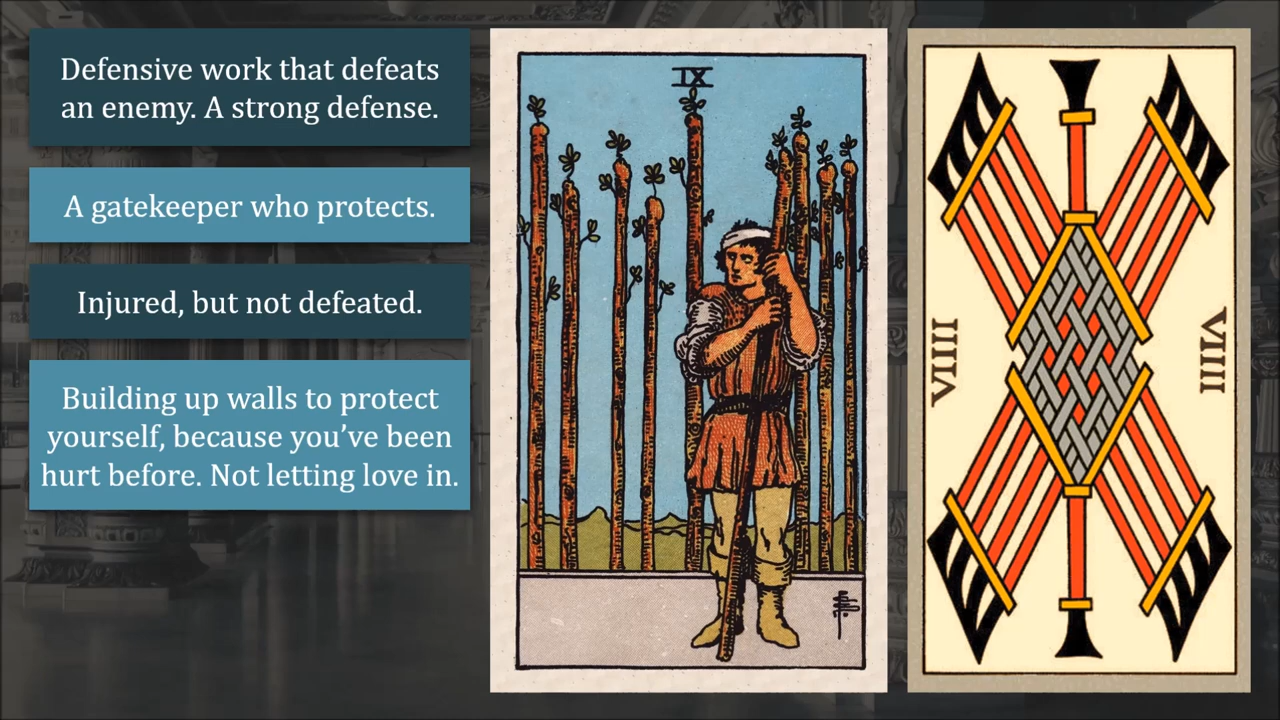 Defensive work that defeats
an enemy. A strong defense.
A gatekeeper who protects.
Injured, but not defeated.
Building up walls to protect
yourself, because you’ve been
hurt before. Not letting love in.
IX
VIIII
VIIII